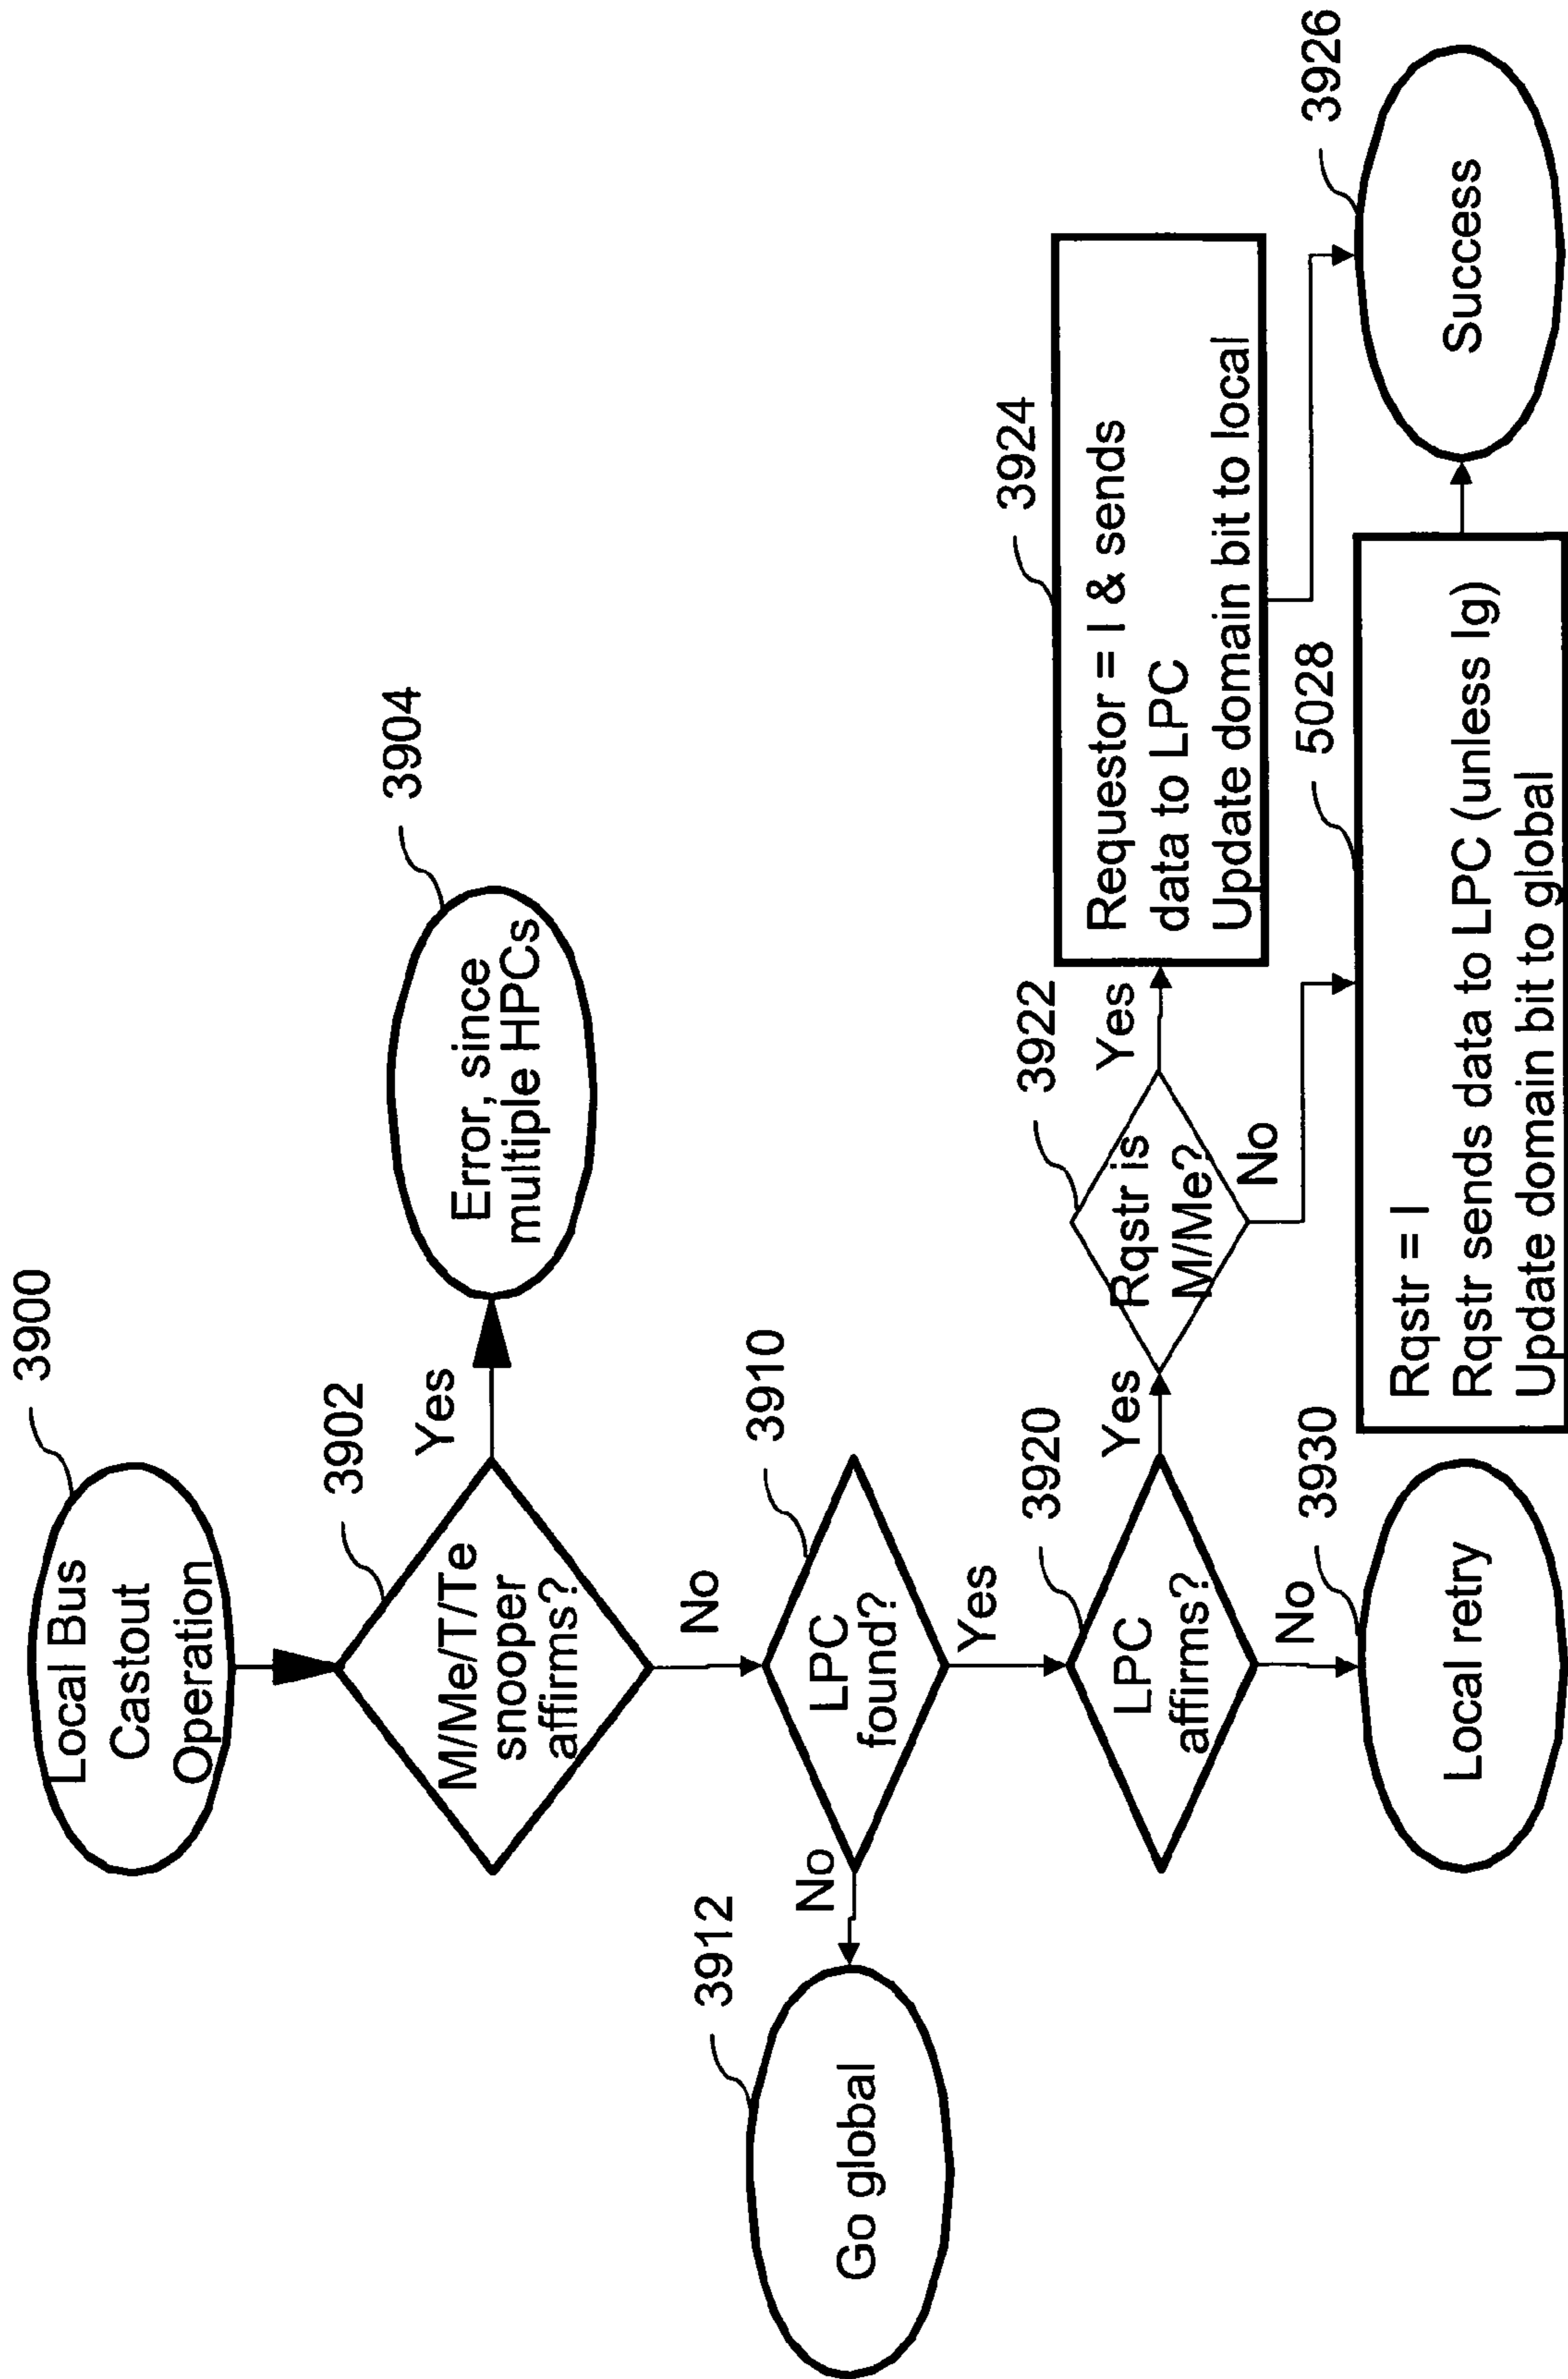 3900
Local Bus
Castout
Operation
3902
M/Me/T/Te
snooper
affirms?
Yes
3904
Error, since
multiple HPCs
No
3910
LPC
found?
No
3912
Go global
Yes
3920
LPC
affirms?
Yes
3922
Rqstr is
M/Me?
Yes
3924
Requestor = I & sends
data to LPC
Update domain bit to local
No
5028
Rqstr = I
Rqstr sends data to LPC (unless Ig)
Update domain bit to global
3926
Success
No
3930
Local retry